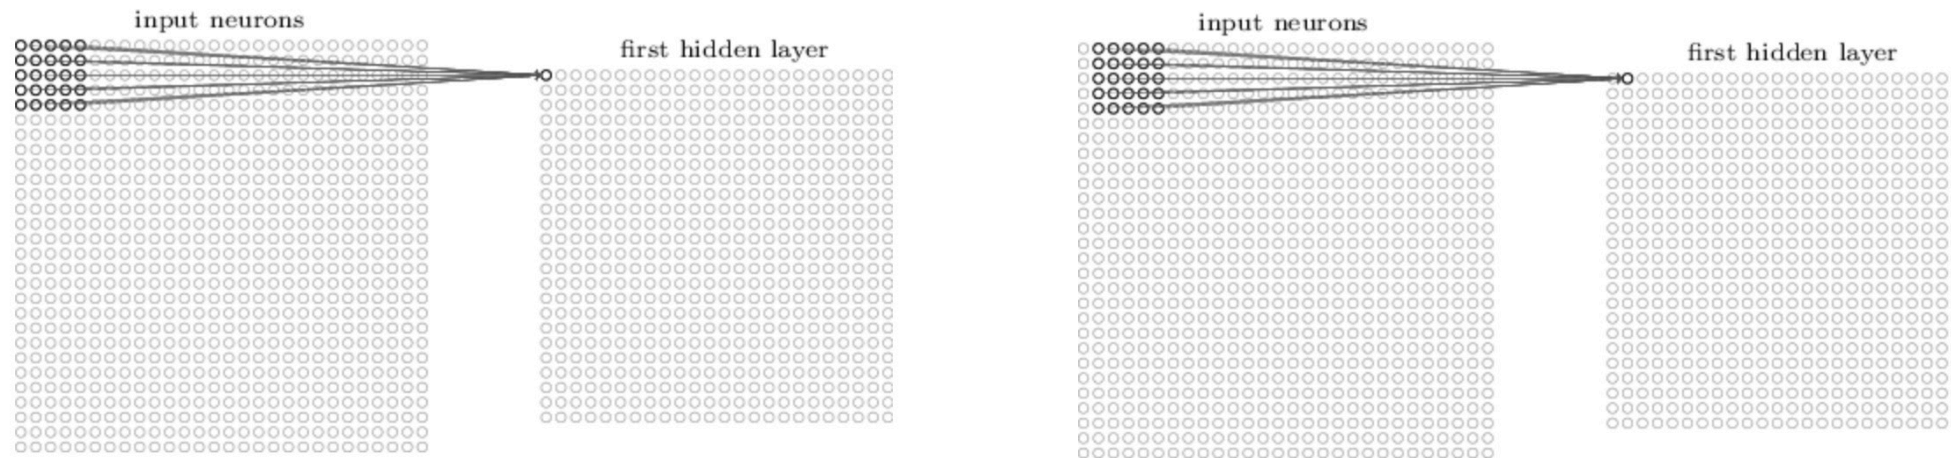 input neurons
first hidden layer
input neurons
first hidden layer